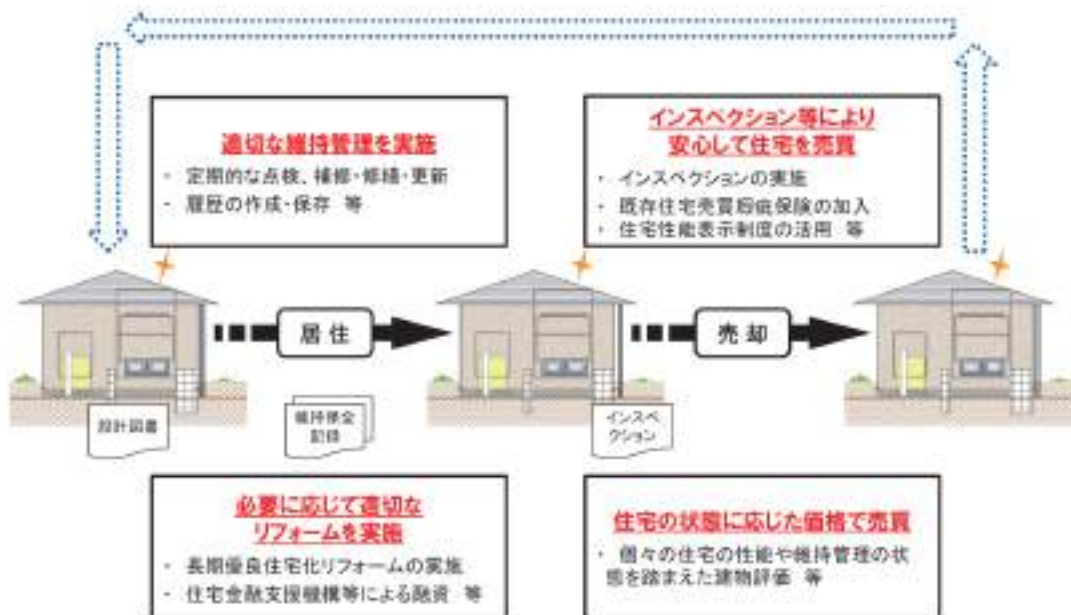 適切な維持管理を実施
・ 定期的な点検、補修・修繕・更新
・ 履歴の作成・保存 等
インスペクション等により
安心して住宅を売買
・ インスペクションの実施
・ 既存住宅売買瑕疵保険の加入
・ 住宅性能表示制度の活用 等
居住
売却
設計図書
維持保全
記録
インスペ
クション
必要に応じて適切な
リフォームを実施
・ 長期優良住宅化リフォームの実施
・ 住宅金融支援機構等による融資 等
住宅の状態に応じた価格で売買
・ 個々の住宅の性能や維持管理の状
態を踏まえた建物評価 等